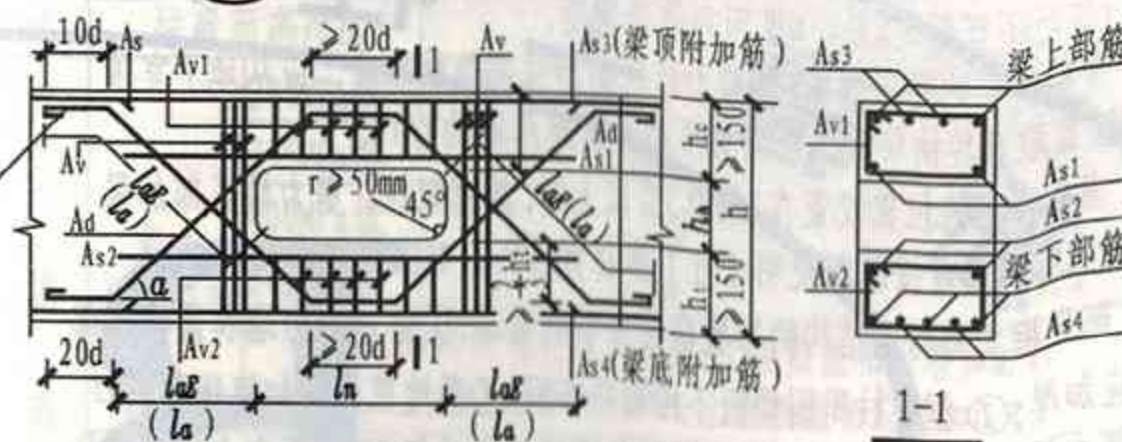 10d As ≥20d 1 Av As3(梁顶附加筋)
Av1
Ad
As1
hc ≥150
Av
laE
(la)
r ≥ 50mm
45°
laE(la)
hn h
Ad
As2
α
h1 ≥150
20d Av2 ≥20d 1 As4(梁底附加筋)
laE ln laE
(la) (la)
As3 梁上部筋
Av1
As1
As2
Av2 梁下部筋
As4
1-1